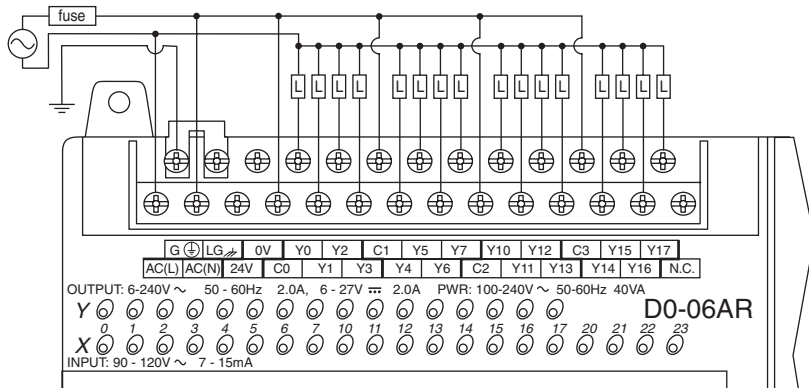 fuse
L L L L L L L L L L L L L L L L
G LG 0V Y0 Y2 C1 Y5 Y7 Y10 Y12 C3 Y15 Y17
AC(L) AC(N) 24V C0 Y1 Y3 Y4 Y6 C2 Y11 Y13 Y14 Y16 N.C.
OUTPUT: 6-240V ∼ 50 - 60Hz 2.0A, 6 - 27V ⎓ 2.0A PWR: 100-240V ∼ 50-60Hz 40VA
Y D0-06AR
0 1 2 3 4 5 6 7 10 11 12 13 14 15 16 17 20 21 22 23
X
INPUT: 90 - 120V ∼ 7 - 15mA